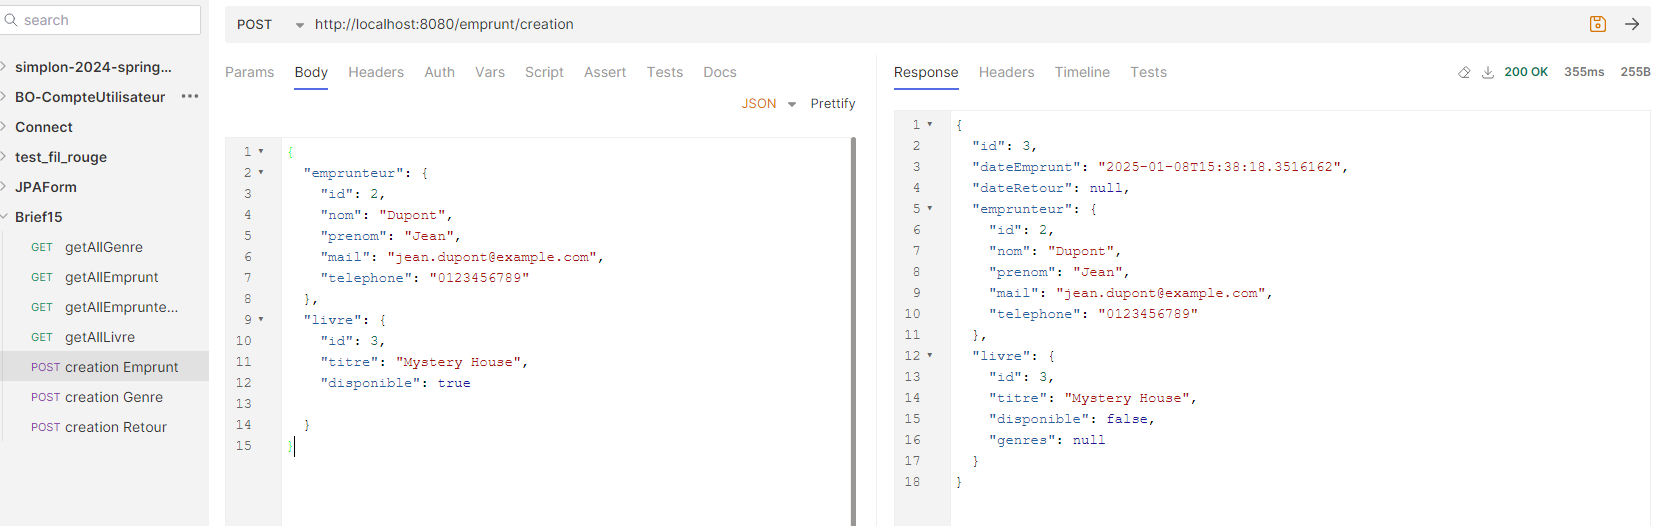 search
simplon-2024-spring...
BO-CompteUtilisateur ...
Connect
test_fil_rouge
JPAForm
Brief15
GET getAllGenre
GET getAllEmprunt
GET getAllEmprunte...
GET getAllLivre
POST creation Emprunt
POST creation Genre
POST creation Retour
POST http://localhost:8080/emprunt/creation
Params Body Headers Auth Vars Script Assert Tests Docs
JSON Prettify
1 {
2 "emprunteur": {
3 "id": 2,
4 "nom": "Dupont",
5 "prenom": "Jean",
6 "mail": "jean.dupont@example.com",
7 "telephone": "0123456789"
8 },
9 "livre": {
10 "id": 3,
11 "titre": "Mystery House",
12 "disponible": true
13
14 }
15 }
Response Headers Timeline Tests 200 OK 355ms 255B
1 {
2 "id": 3,
3 "dateEmprunt": "2025-01-08T15:38:18.3516162",
4 "dateRetour": null,
5 "emprunteur": {
6 "id": 2,
7 "nom": "Dupont",
8 "prenom": "Jean",
9 "mail": "jean.dupont@example.com",
10 "telephone": "0123456789"
11 },
12 "livre": {
13 "id": 3,
14 "titre": "Mystery House",
15 "disponible": false,
16 "genres": null
17 }
18 }